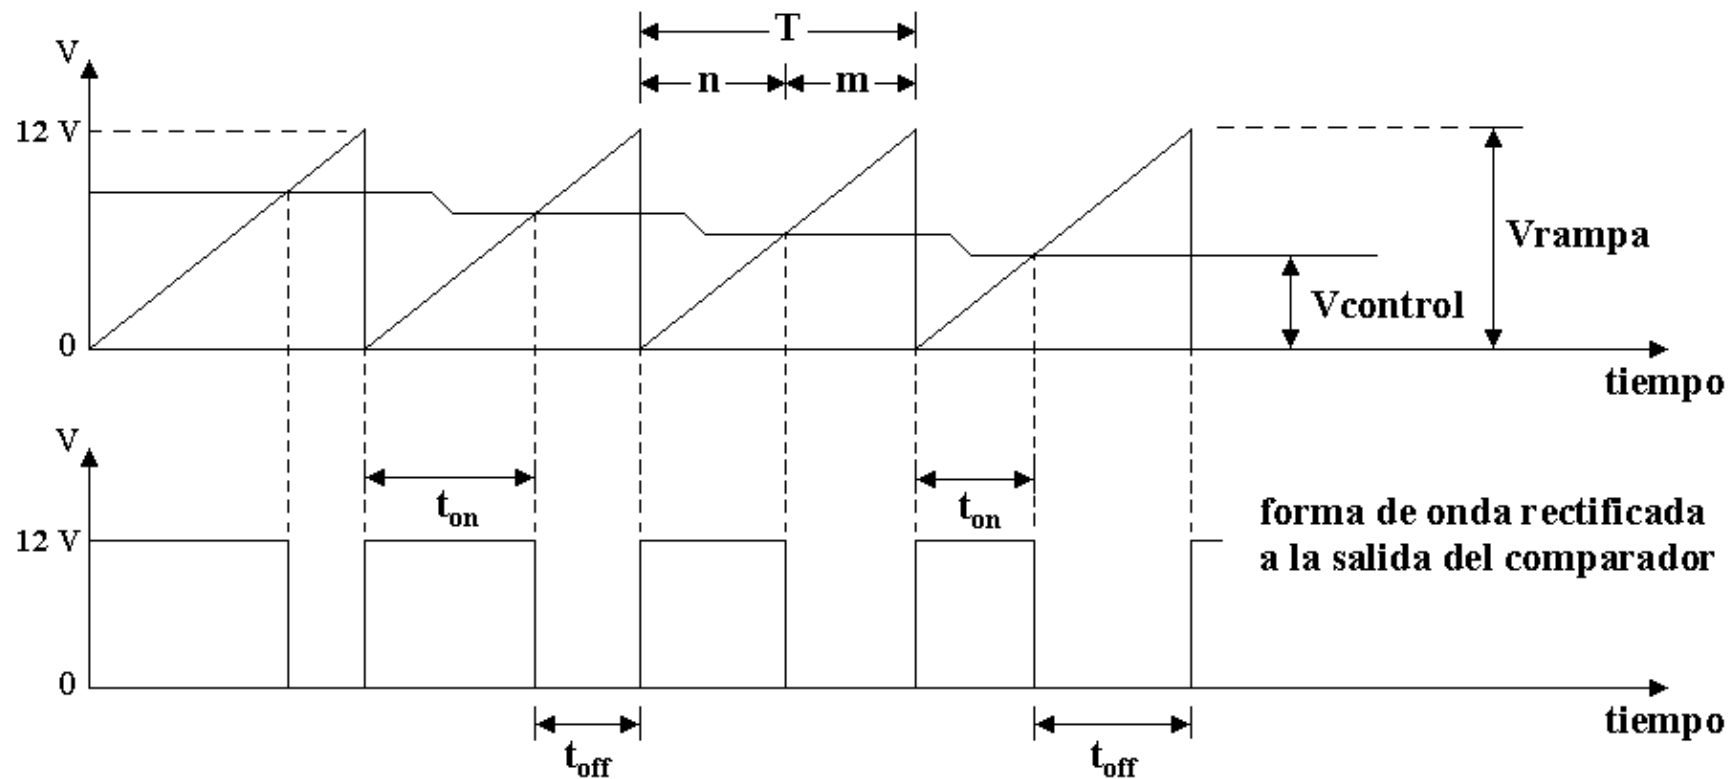 T
V
n
m
12 V
Vrampa
Vcontrol
0
tiempo
V
t_on
t_on
forma de onda rectificada
12 V
a la salida del comparador
0
tiempo
t_off
t_off